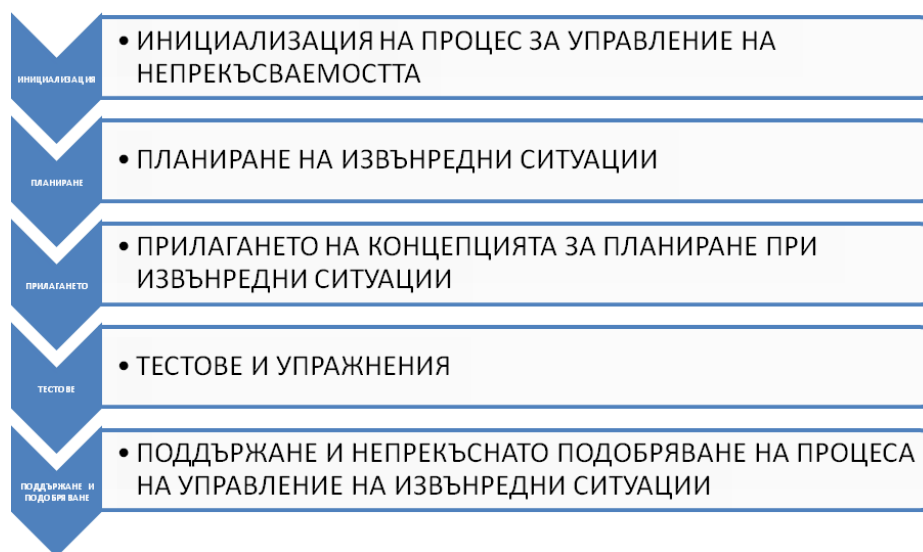 • ИНИЦИАЛИЗАЦИЯ НА ПРОЦЕС ЗА УПРАВЛЕНИЕ НА
НЕПРЕКЪСВАЕМОСТТА
ИНИЦИАЛИЗАЦИЯ
• ПЛАНИРАНЕ НА ИЗВЪНРЕДНИ СИТУАЦИИ
ПЛАНИРАНЕ
• ПРИЛАГАНЕТО НА КОНЦЕПЦИЯТА ЗА ПЛАНИРАНЕ ПРИ
ИЗВЪНРЕДНИ СИТУАЦИИ
ПРИЛАГАНЕТО
• ТЕСТОВЕ И УПРАЖНЕНИЯ
ТЕСТОВЕ
• ПОДДЪРЖАНЕ И НЕПРЕКЪСНАТО ПОДОБРЯВАНЕ НА ПРОЦЕСА
НА УПРАВЛЕНИЕ НА ИЗВЪНРЕДНИ СИТУАЦИИ
ПОДДЪРЖАНЕ И
ПОДОБРЯВАНЕ